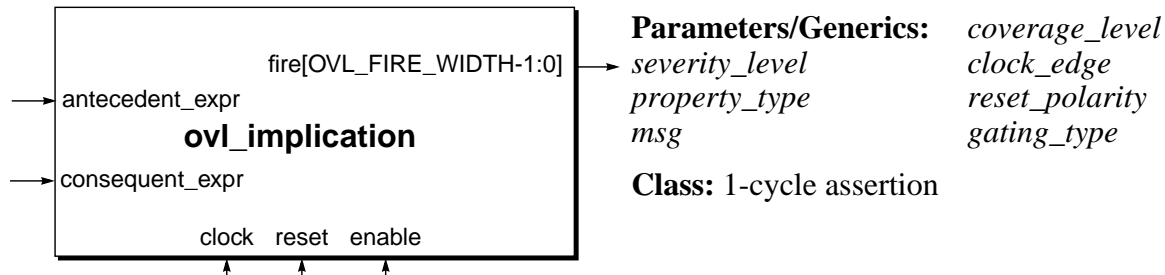 fire[OVL_FIRE_WIDTH-1:0]
antecedent_expr
ovl_implication
consequent_expr
clock reset enable
Parameters/Generics: coverage_level
severity_level clock_edge
property_type reset_polarity
msg gating_type
Class: 1-cycle assertion